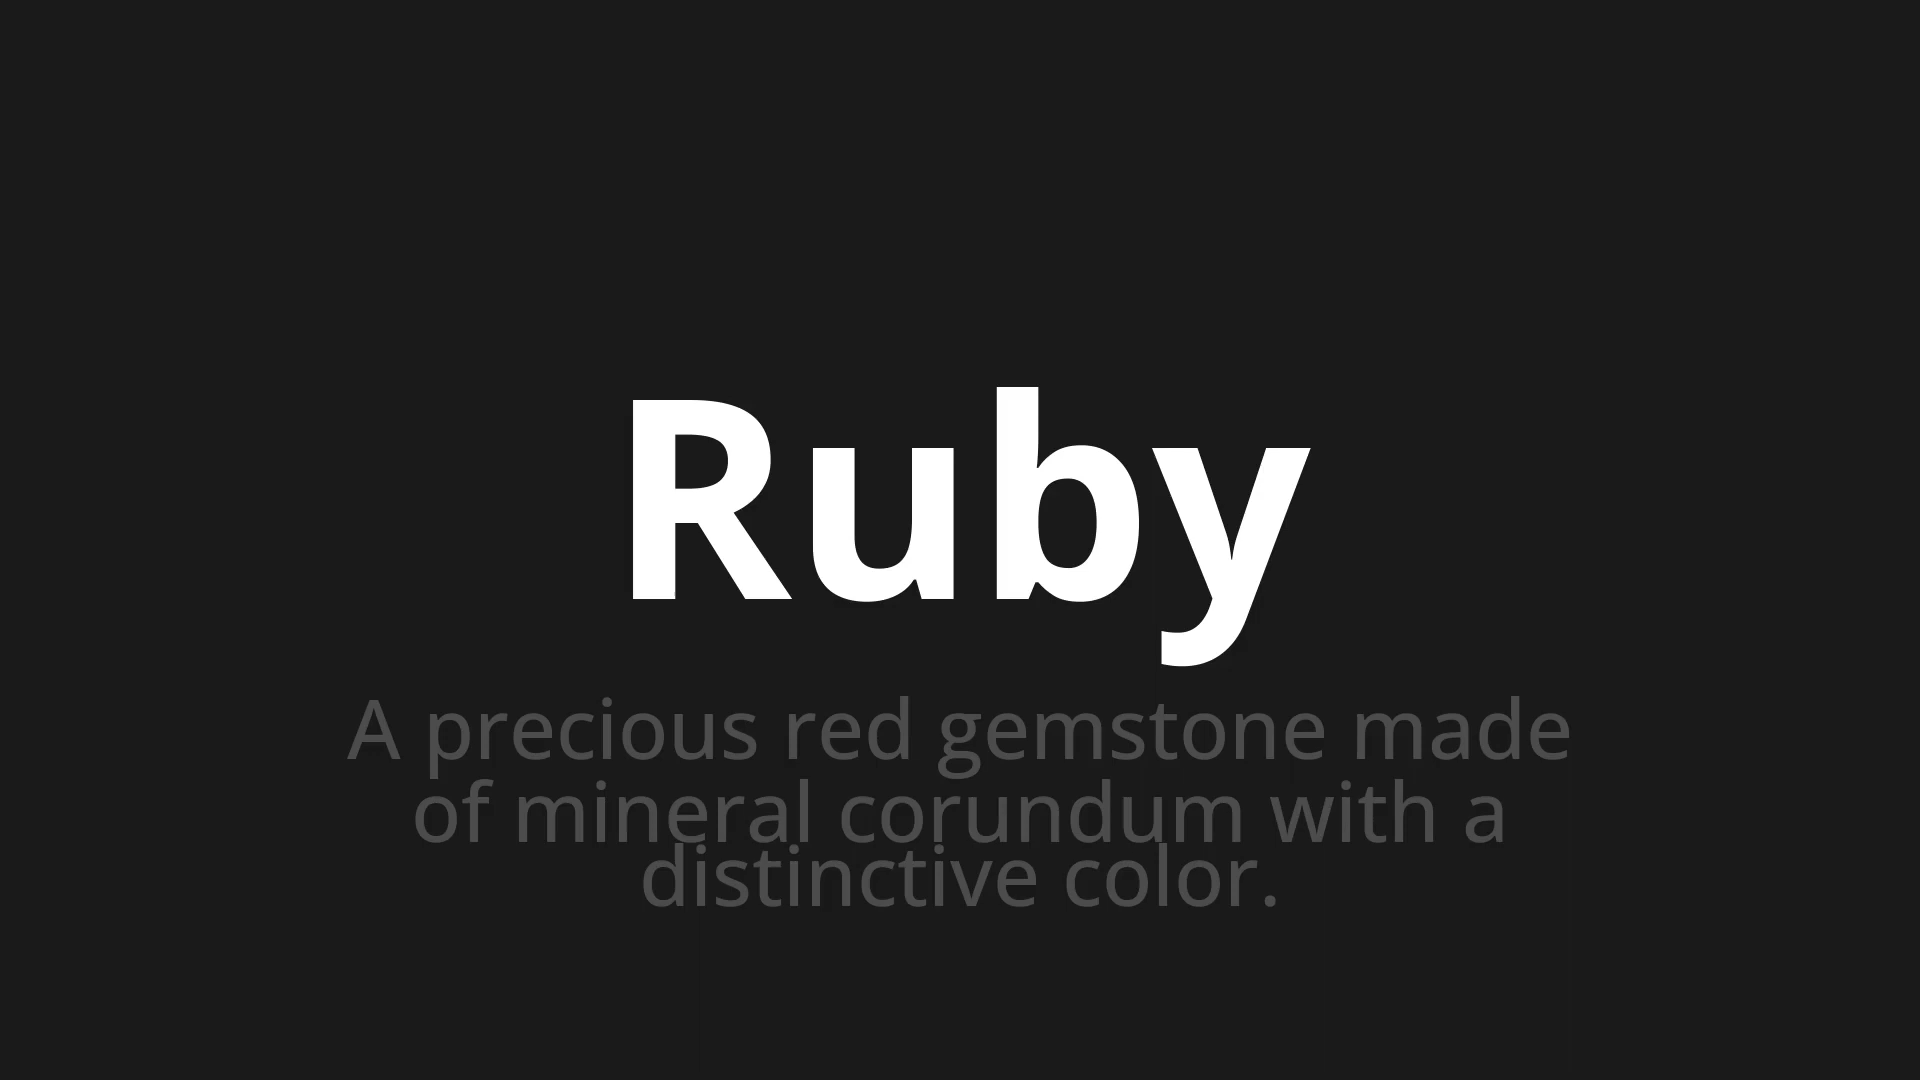 Ruby
A precious red gemstone made
of mineral corundum with a
distinctive color.